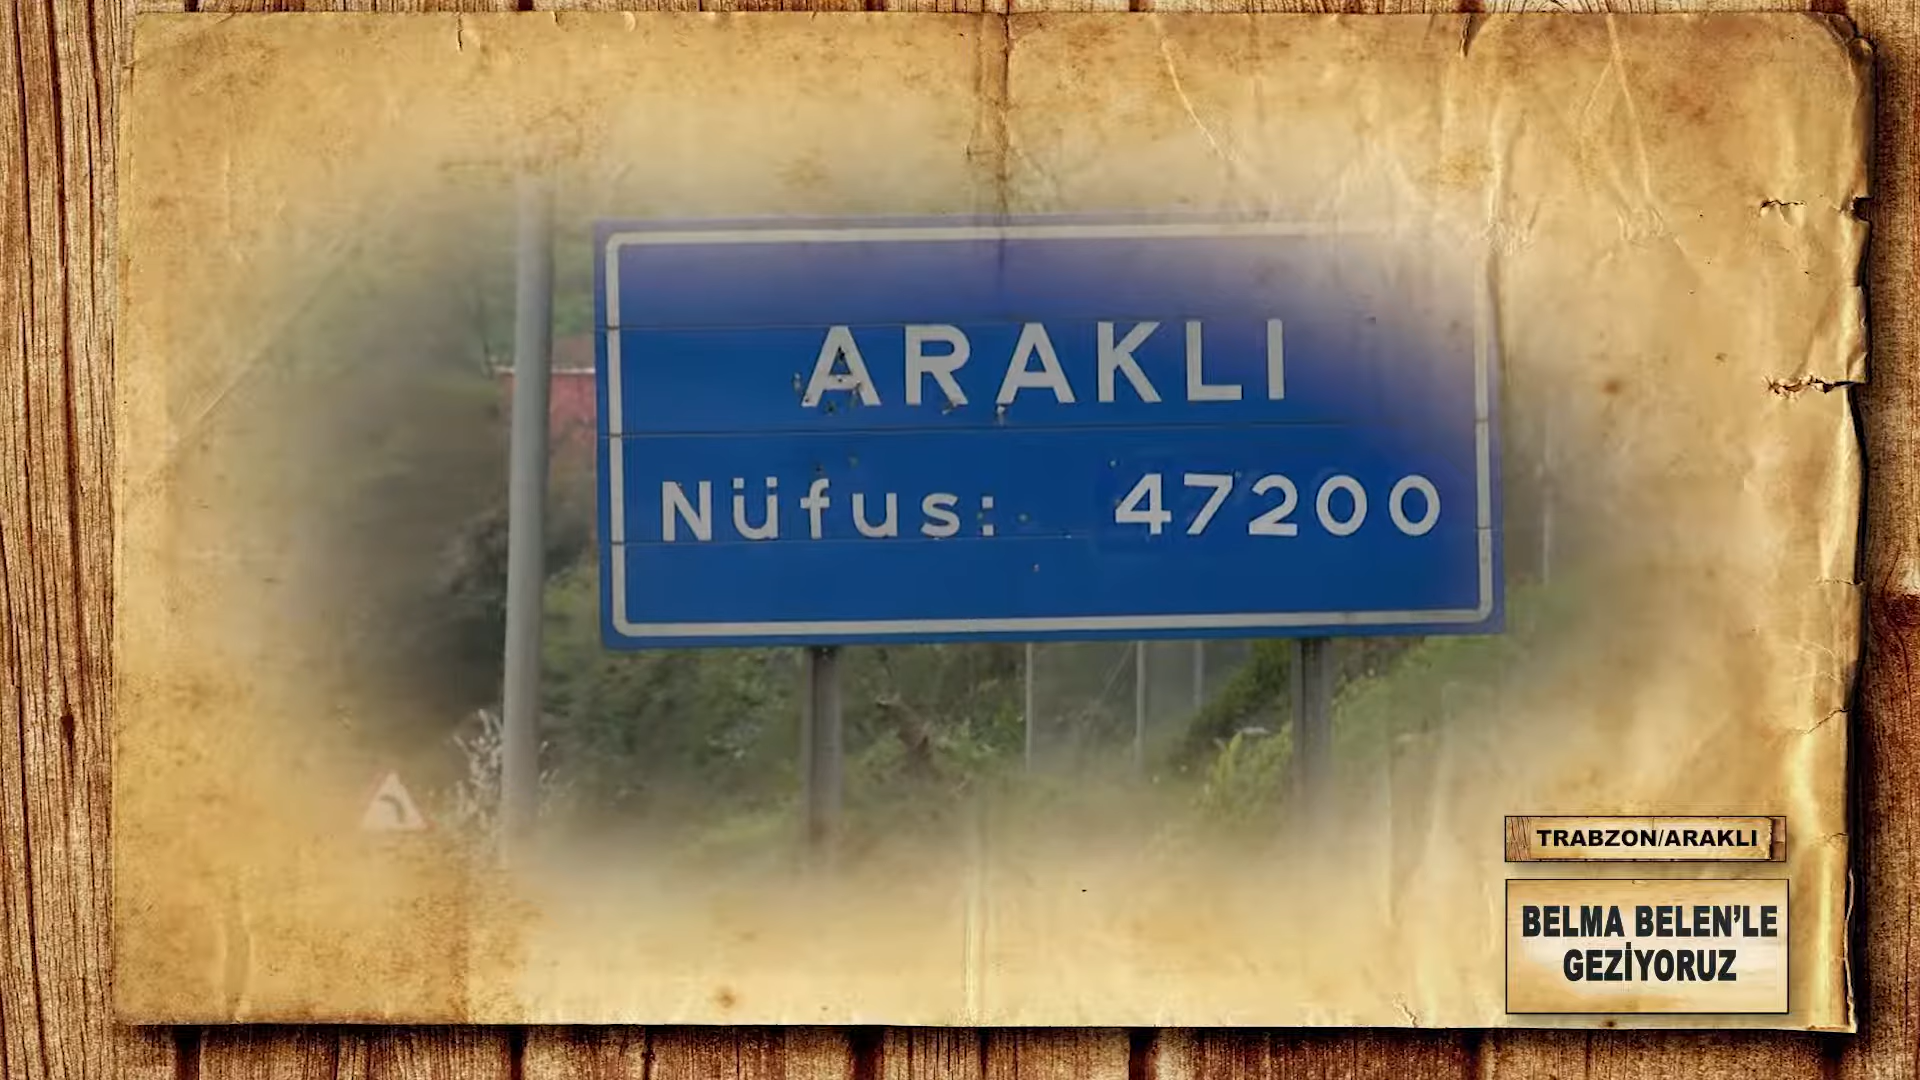 ARAKLI
Nüfus: 47200
TRABZON/ARAKLI
BELMA BELEN'LE
GEZİYORUZ